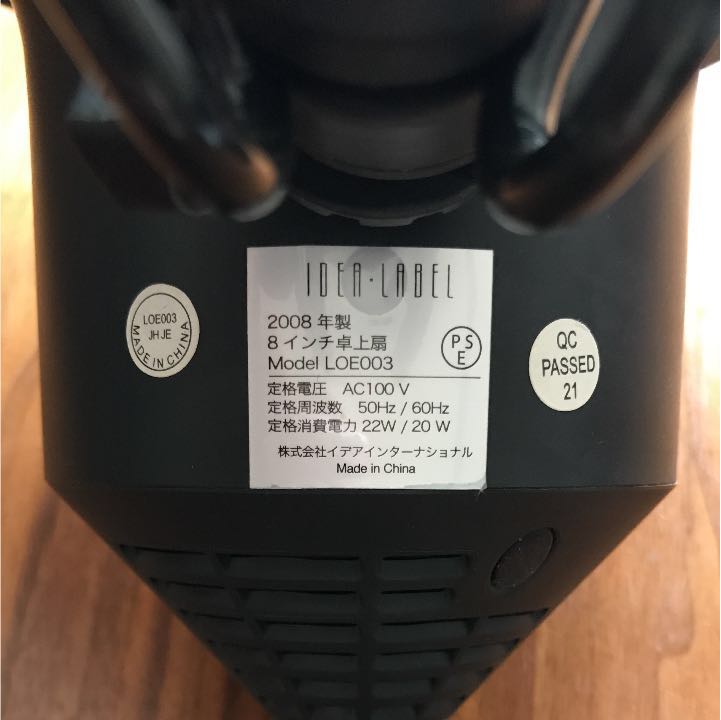 IDEA・LABEL
2008 年製
8 インチ卓上扇
Model LOE003
PSE
定格電圧 AC100 V
定格周波数 50Hz / 60Hz
定格消費電力 22W / 20 W
株式会社イデアインターナショナル
Made in China
LOE003
JH JE
MADE IN CHINA
QC
PASSED
21